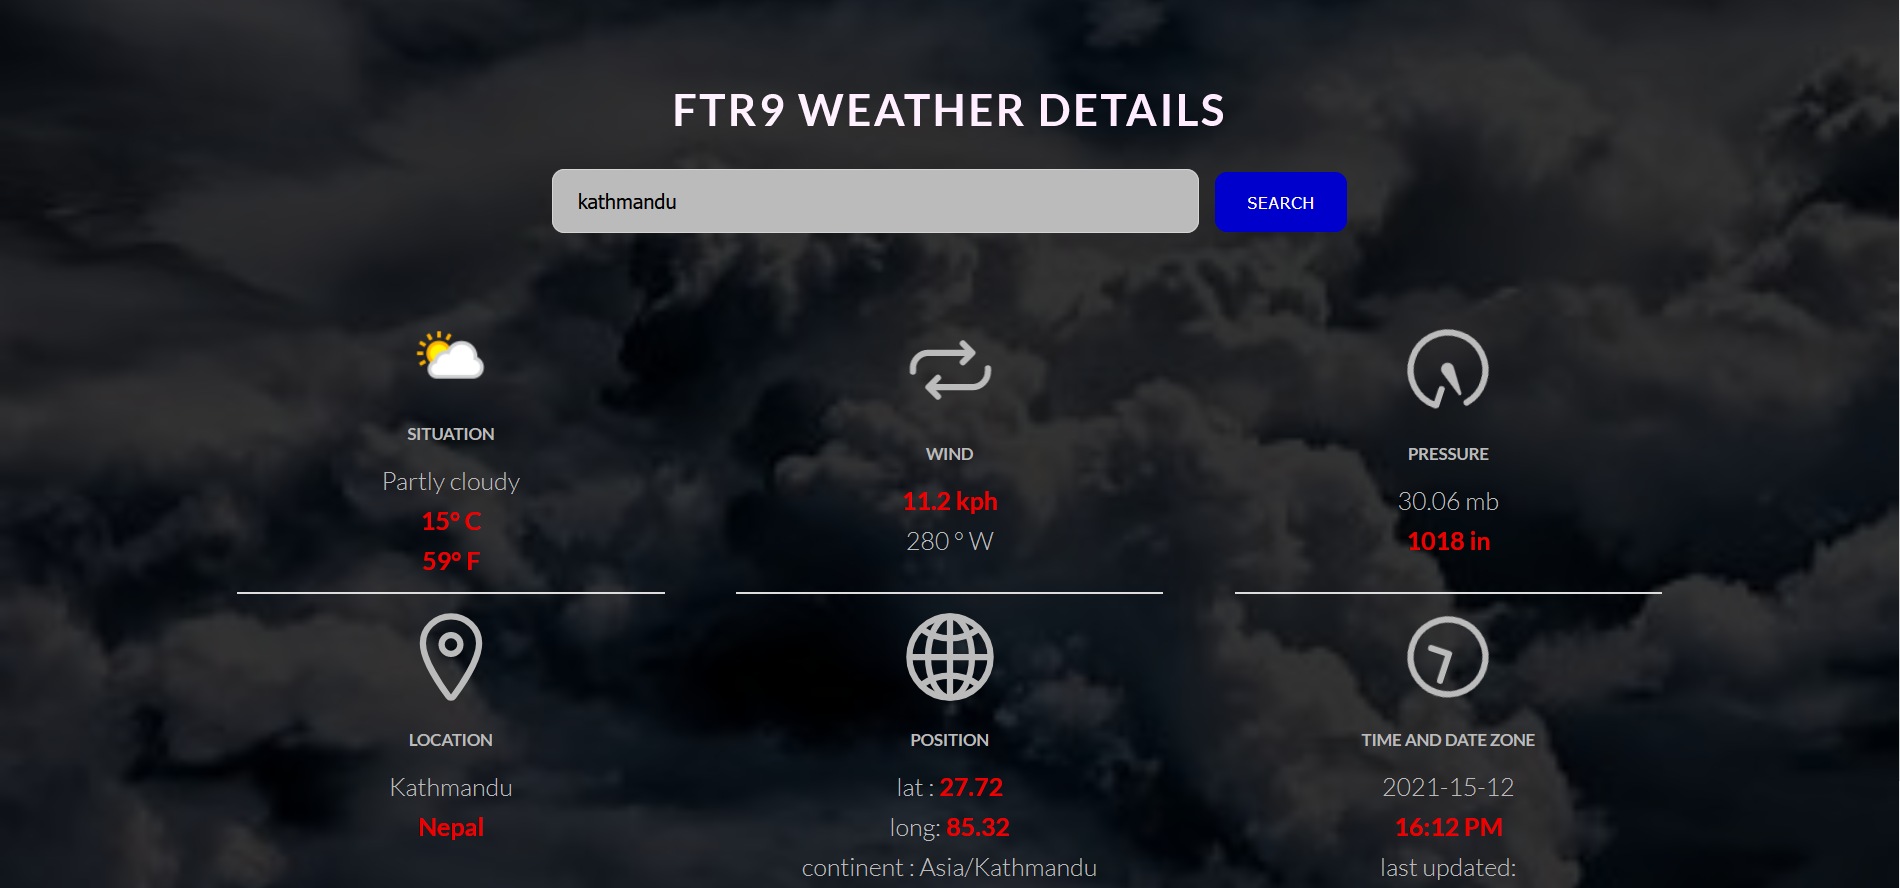 FTR9 WEATHER DETAILS
kathmandu
SEARCH
SITUATION
Partly cloudy
15° C
59° F
WIND
11.2 kph
280 ° W
PRESSURE
30.06 mb
1018 in
LOCATION
Kathmandu
Nepal
POSITION
lat : 27.72
long: 85.32
continent : Asia/Kathmandu
TIME AND DATE ZONE
2021-15-12
16:12 PM
last updated: